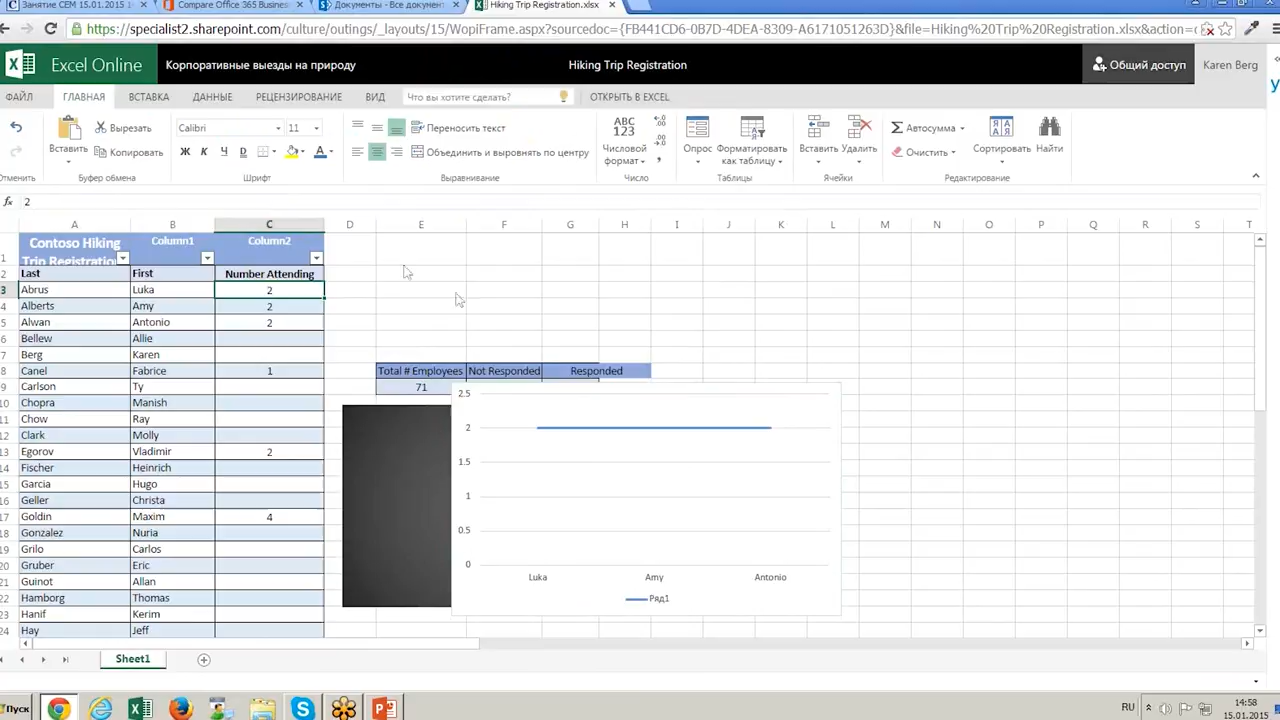 Занятие СЕМ 15.01.2015 14:
Compare Office 365 Busines
Документы - Все документ
Hiking Trip Registration.xlsx
https://specialist2.sharepoint.com/culture/outings/_layouts/15/WopiFrame.aspx?sourcedoc={FB441CD6-0B7D-4DEA-8309-A6171051263D}&file=Hiking%20Trip%20Registration.xlsx&action=
Excel Online
Корпоративные выезды на природу
Hiking Trip Registration
Общий доступ
Karen Berg
ФАЙЛ ГЛАВНАЯ ВСТАВКА ДАННЫЕ РЕЦЕНЗИРОВАНИЕ ВИД Что вы хотите сделать? ОТКРЫТЬ В EXCEL
Вставить Вырезать Копировать
Calibri 11
Ж К Ч D
Переносить текст
Объединить и выровнять по центру
ABC 123 Числовой формат
Опрос Форматировать как таблицу
Вставить Удалить
Автосумма Очистить Сортировать Найти
Отменить Буфер обмена Шрифт Выравнивание Число Таблицы Ячейки Редактирование
2
A B C D E F G H I J K L M N O P Q R S T
1 Contoso Hiking Trip Registration Column1 Column2
2 Last First Number Attending
3 Abrus Luka 2
4 Alberts Amy 2
5 Alwan Antonio 2
6 Bellew Allie
7 Berg Karen
8 Canel Fabrice 1 Total # Employees Not Responded Responded
9 Carlson Ty 71
10 Chopra Manish
11 Chow Ray
12 Clark Molly
13 Egorov Vladimir 2
14 Fischer Heinrich
15 Garcia Hugo
16 Geller Christa
17 Goldin Maxim 4
18 Gonzalez Nuria
19 Grilo Carlos
20 Gruber Eric
21 Guinot Allan
22 Hamborg Thomas
23 Hanif Kerim
24 Hay Jeff
2.5
2
1.5
1
0.5
0
Luka Amy Antonio
Ряд1
Sheet1
Пуск
RU
14:58
15.01.2015